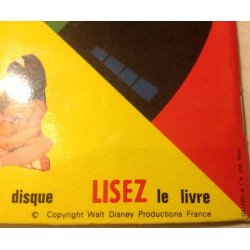 disque LISEZ le livre
© Copyright Walt Disney Productions France